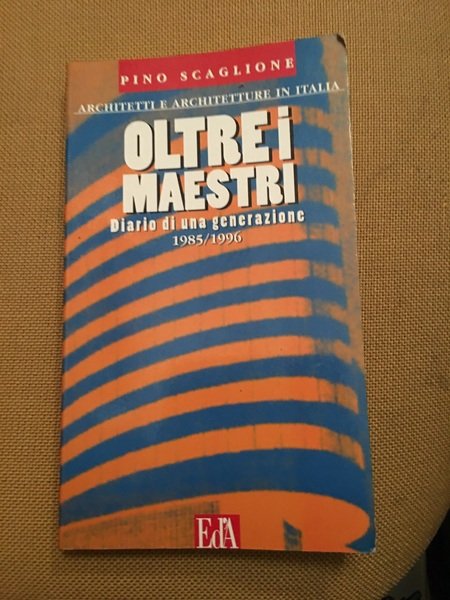 PINO SCAGLIONE
ARCHITETTI E ARCHITETTURE IN ITALIA
OLTRE i
MAESTRI
Diario di una generazione
1985/1996
EdA